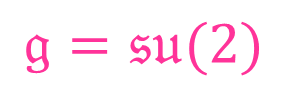 𝔤 = 𝔰𝔲(2)